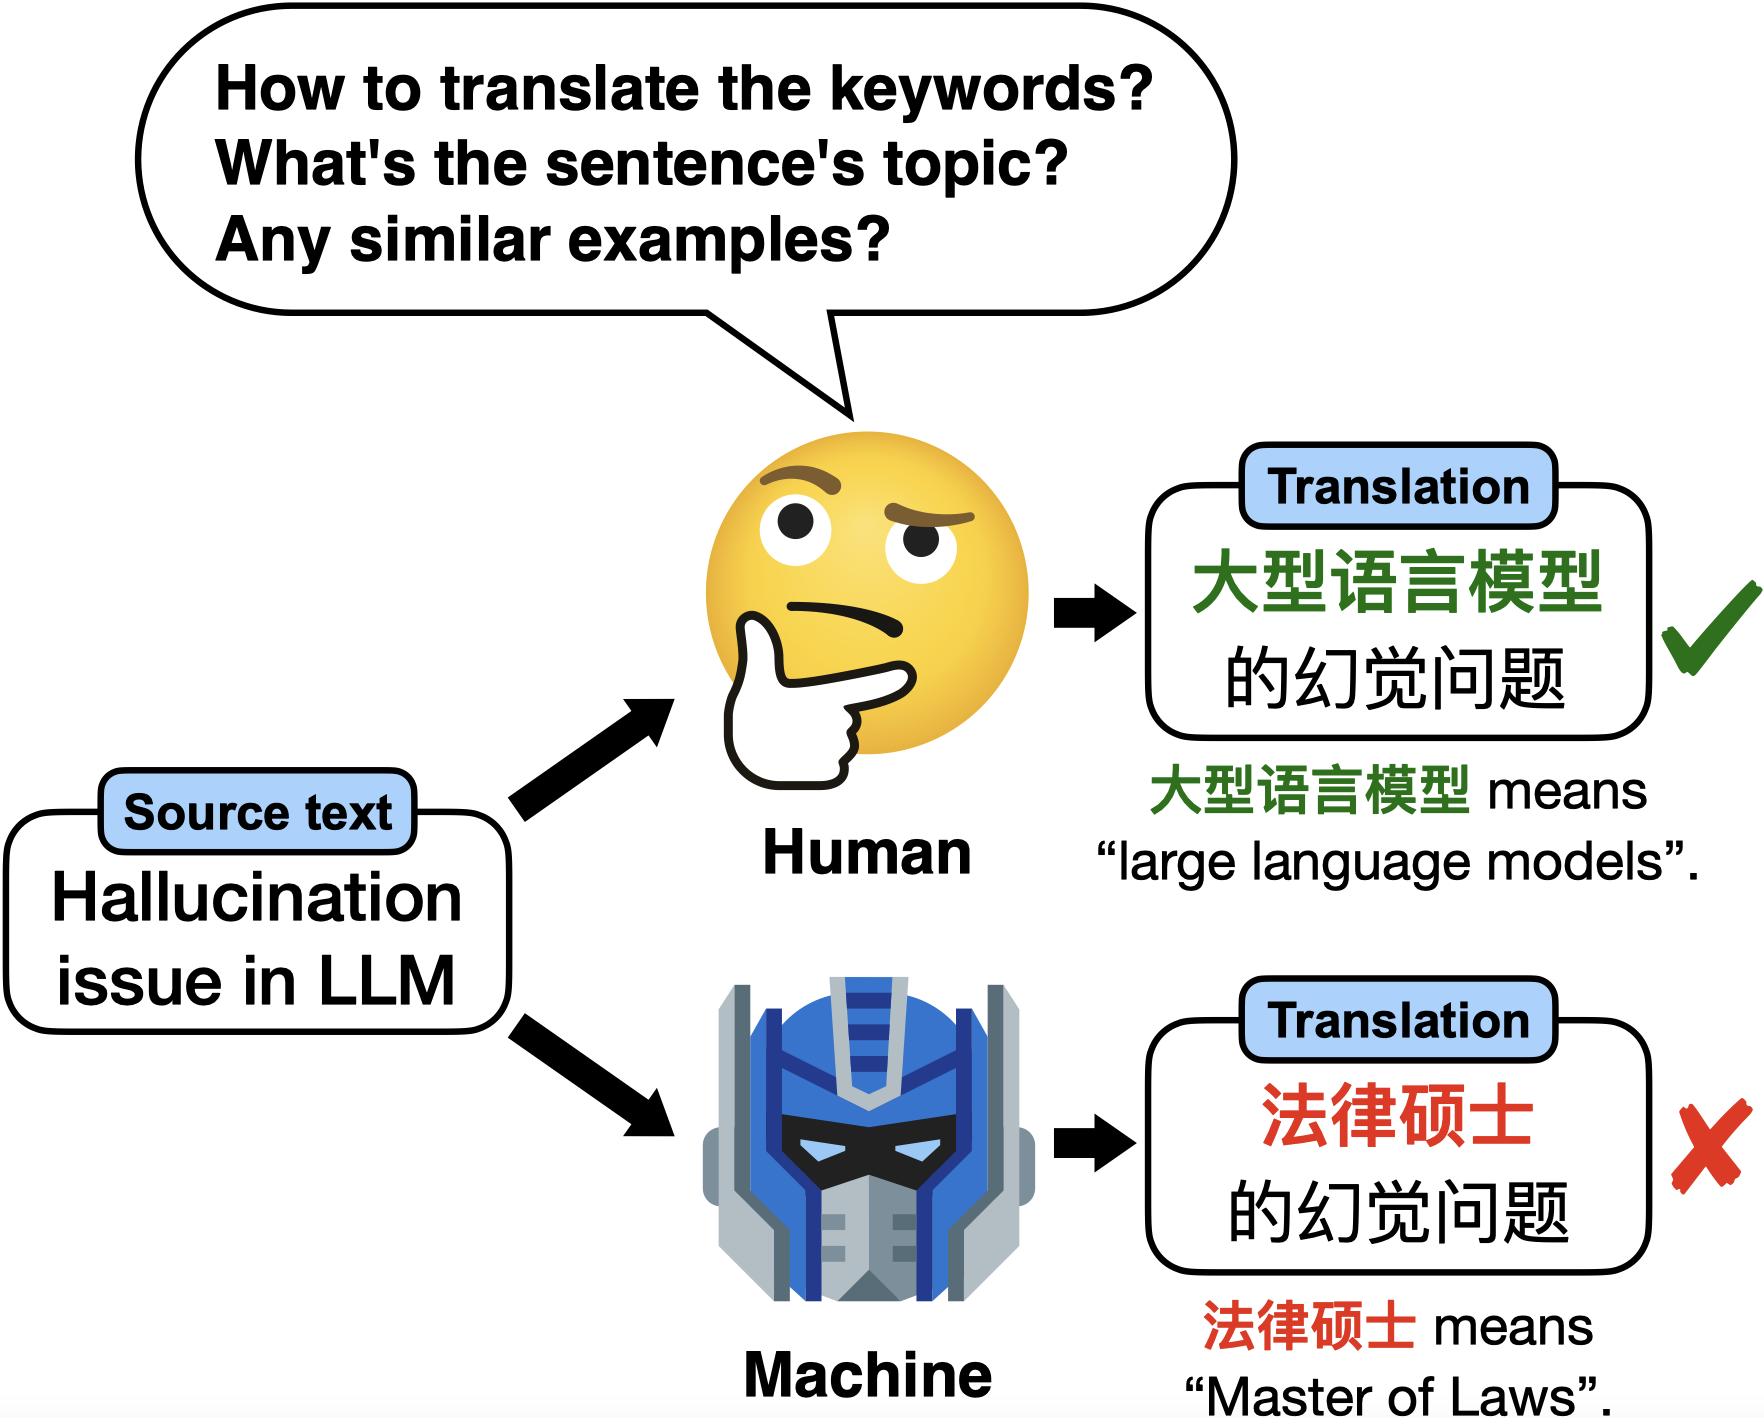 How to translate the keywords?
What's the sentence's topic?
Any similar examples?
Source text
Hallucination
issue in LLM
Human
Translation
大型语言模型
的幻觉问题
大型语言模型 means
“large language models”.
Machine
Translation
法律硕士
的幻觉问题
法律硕士 means
“Master of Laws”.